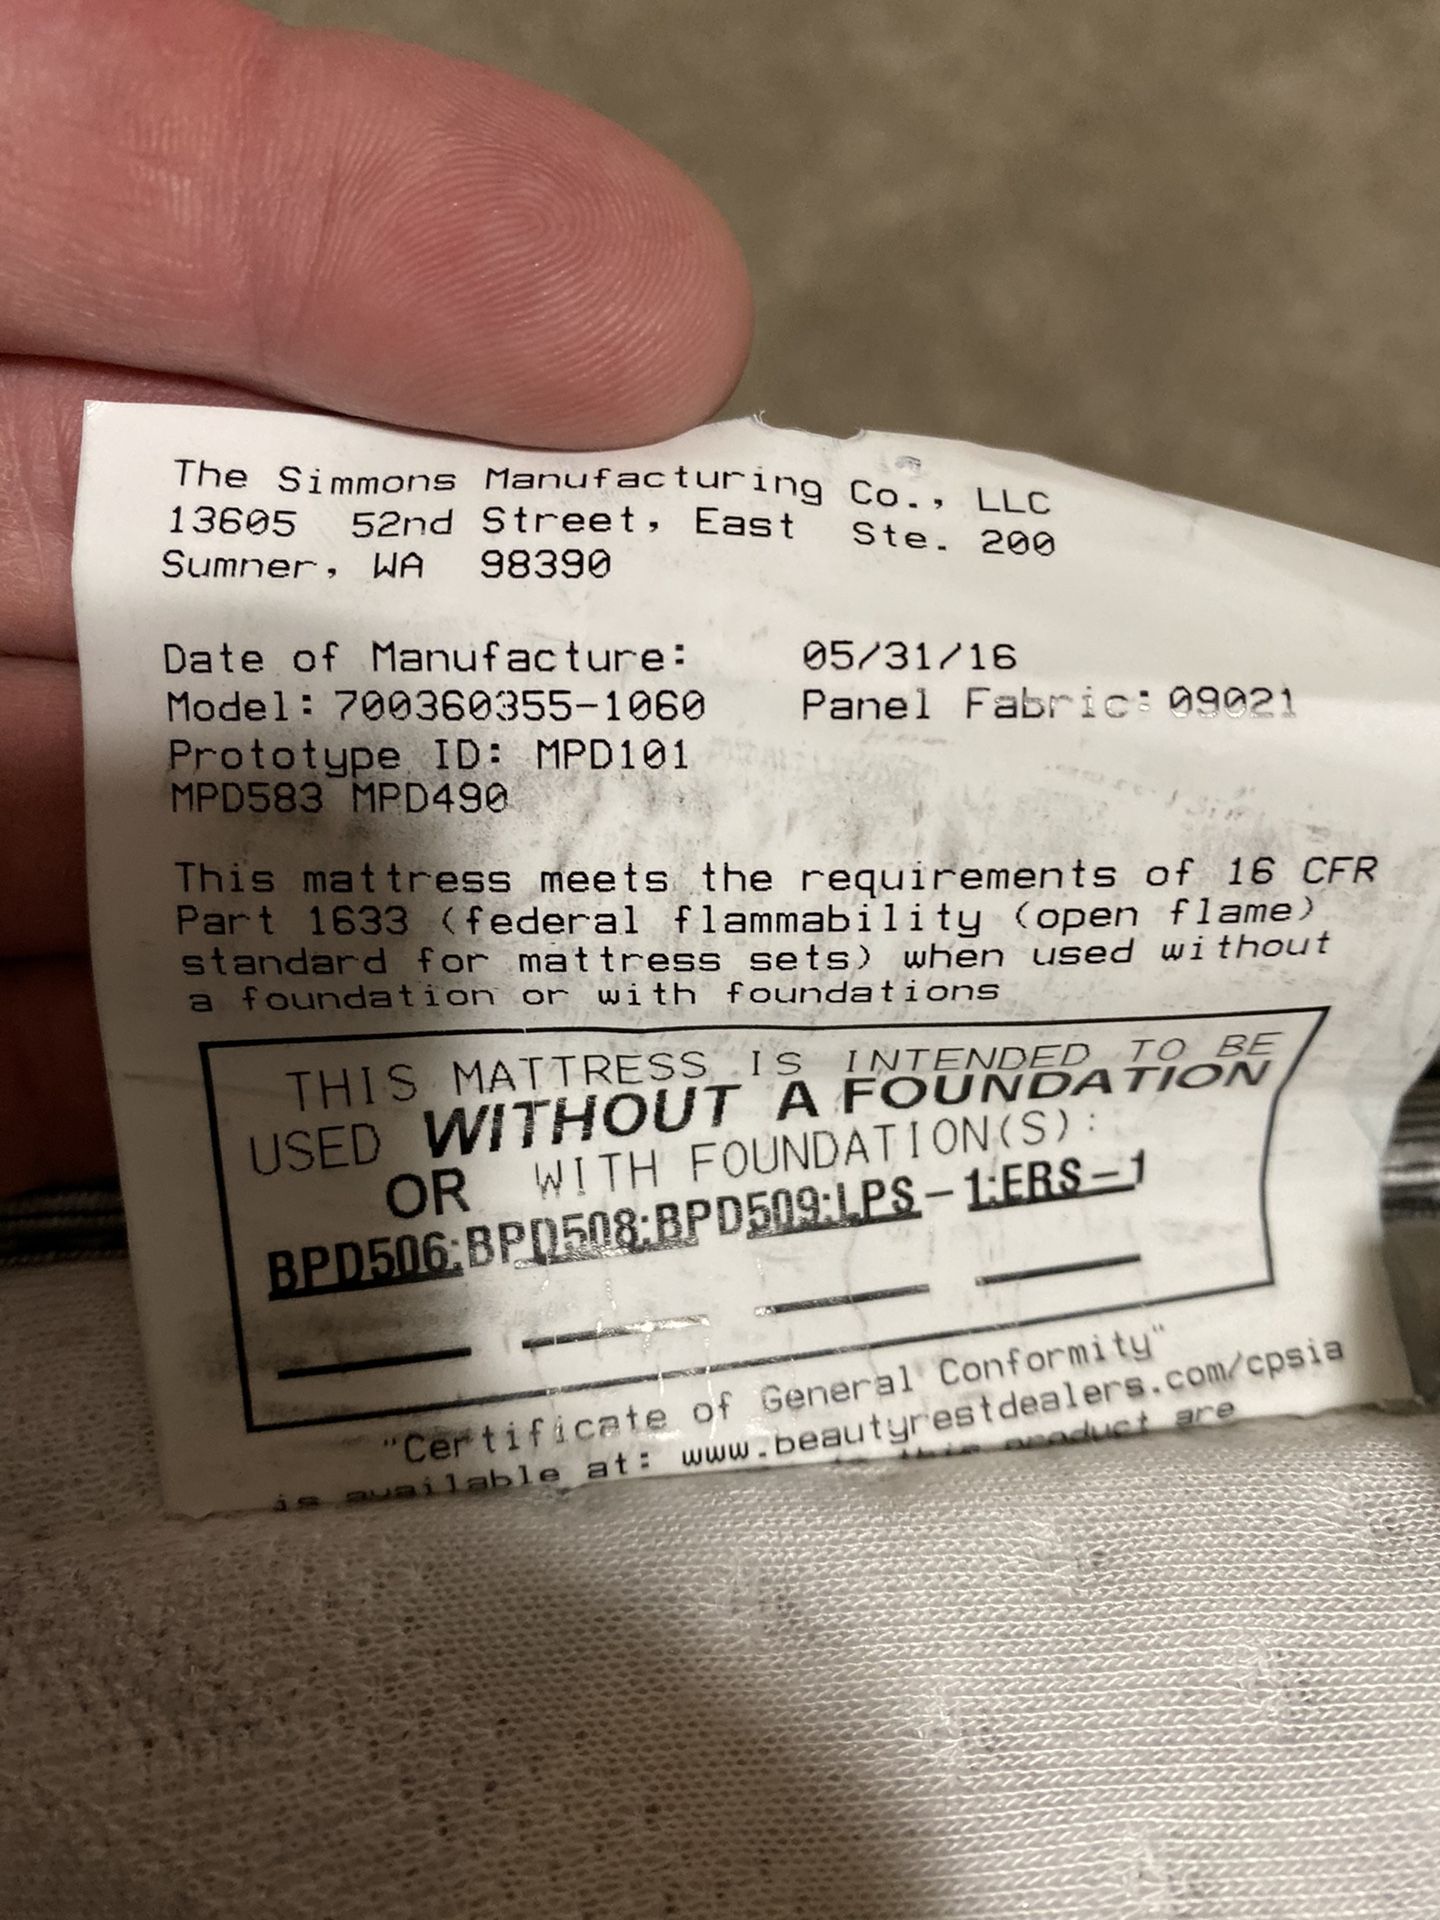 The Simmons Manufacturing Co., LLC
13605 52nd Street, East Ste. 200
Sumner, WA 98390
Date of Manufacture: 05/31/16
Model: 700360355-1060 Panel Fabric: 09021
Prototype ID: MPD101
MPD583 MPD490
This mattress meets the requirements of 16 CFR
Part 1633 (federal flammability (open flame)
standard for mattress sets) when used without
a foundation or with foundations
THIS MATTRESS IS INTENDED TO BE
USED WITHOUT A FOUNDATION
OR WITH FOUNDATION(S):
BPD506;BPD508;BPD509;LPS-1;ERS-1
"Certificate of General Conformity"
is available at: www.beautyrestdealers.com/cpsia
this product are